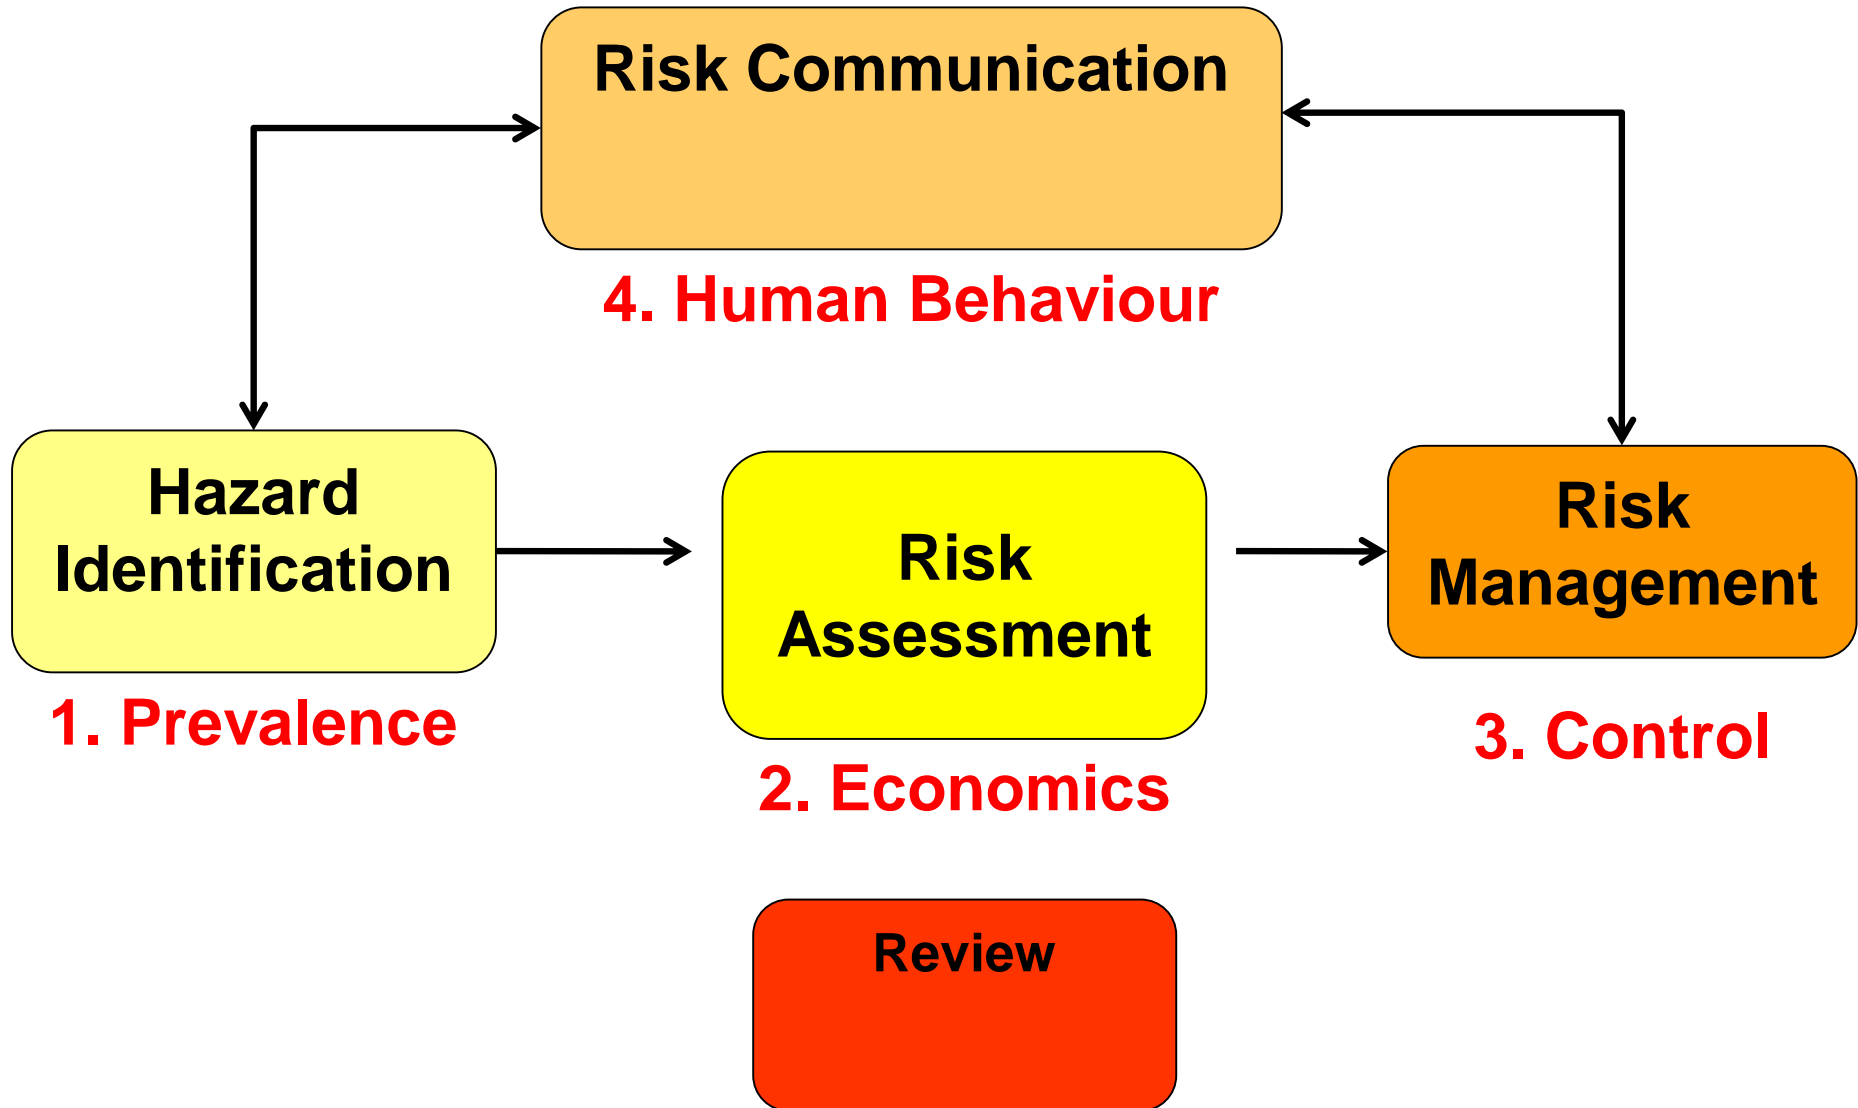 Risk Communication
4. Human Behaviour
Hazard
Identification
1. Prevalence
Risk
Assessment
2. Economics
Risk
Management
3. Control
Review